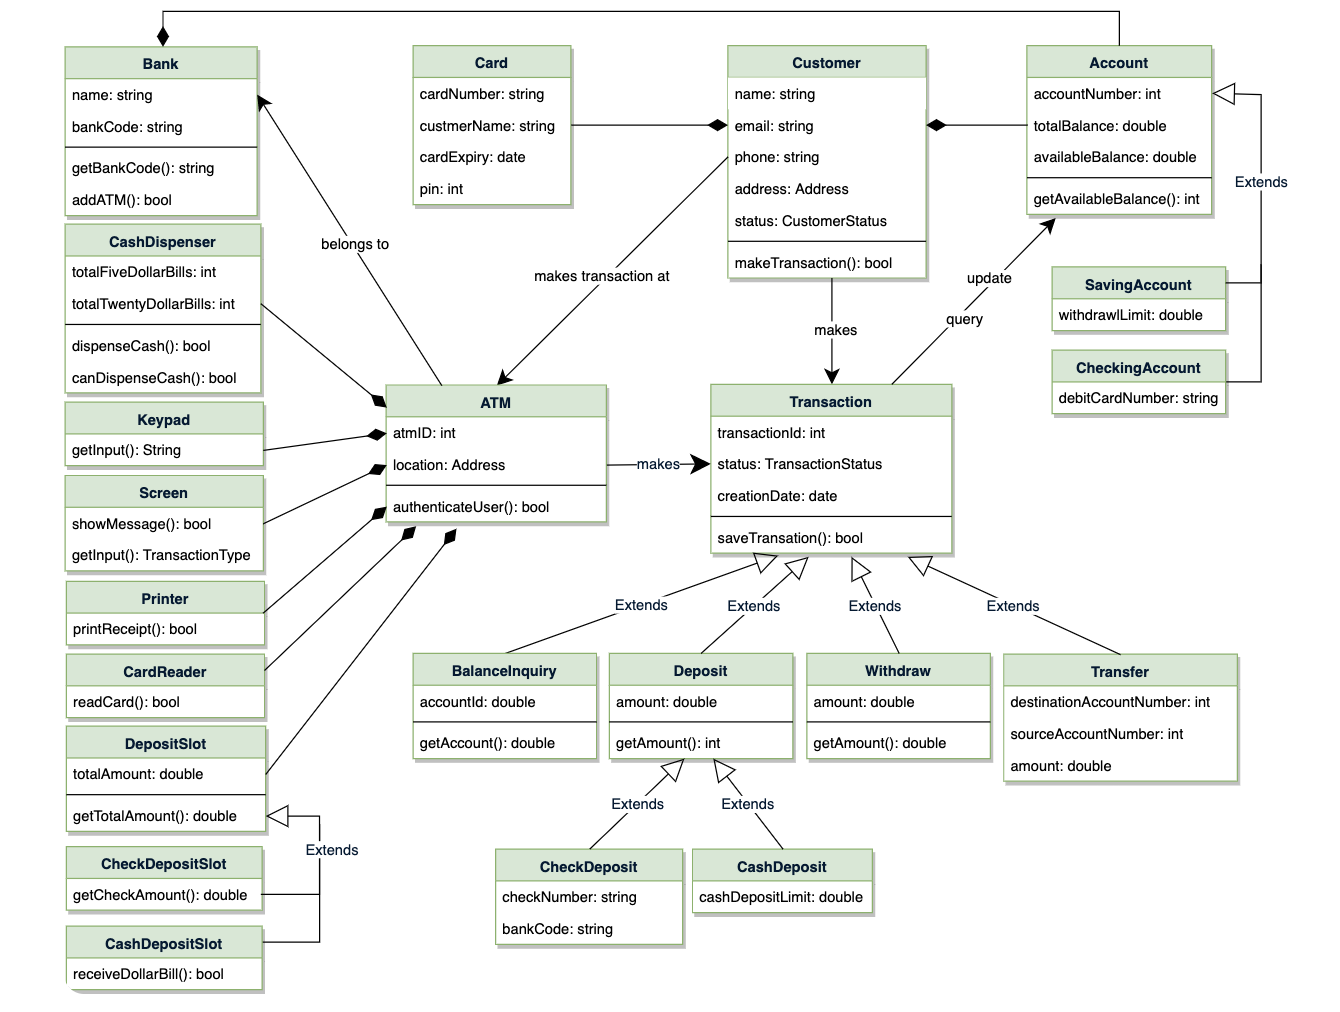 Bank
name: string
bankCode: string
getBankCode(): string
addATM(): bool
Card
cardNumber: string
custmerName: string
cardExpiry: date
pin: int
Customer
name: string
email: string
phone: string
address: Address
status: CustomerStatus
makeTransaction(): bool
Account
accountNumber: int
totalBalance: double
availableBalance: double
getAvailableBalance(): int
Extends
SavingAccount
withdrawlLimit: double
CheckingAccount
debitCardNumber: string
belongs to
makes transaction at
makes
update
query
CashDispenser
totalFiveDollarBills: int
totalTwentyDollarBills: int
dispenseCash(): bool
canDispenseCash(): bool
Keypad
getInput(): String
Screen
showMessage(): bool
getInput(): TransactionType
Printer
printReceipt(): bool
CardReader
readCard(): bool
DepositSlot
totalAmount: double
getTotalAmount(): double
Extends
CheckDepositSlot
getCheckAmount(): double
CashDepositSlot
receiveDollarBill(): bool
ATM
atmID: int
location: Address
authenticateUser(): bool
makes
Transaction
transactionId: int
status: TransactionStatus
creationDate: date
saveTransation(): bool
Extends
Extends
Extends
Extends
BalanceInquiry
accountId: double
getAccount(): double
Deposit
amount: double
getAmount(): int
Withdraw
amount: double
getAmount(): double
Transfer
destinationAccountNumber: int
sourceAccountNumber: int
amount: double
Extends
Extends
CheckDeposit
checkNumber: string
bankCode: string
CashDeposit
cashDepositLimit: double